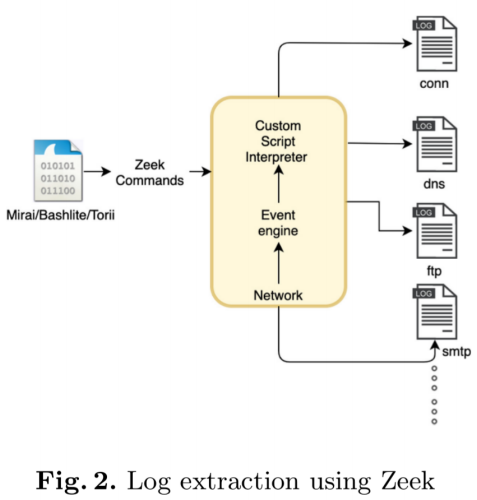 LOG
conn
Custom
Script
Interpreter
LOG
dns
010101
011010
011100
Zeek
Commands
Mirai/Bashlite/Torii
Event
engine
LOG
ftp
Network
LOG
smtp
Fig. 2. Log extraction using Zeek